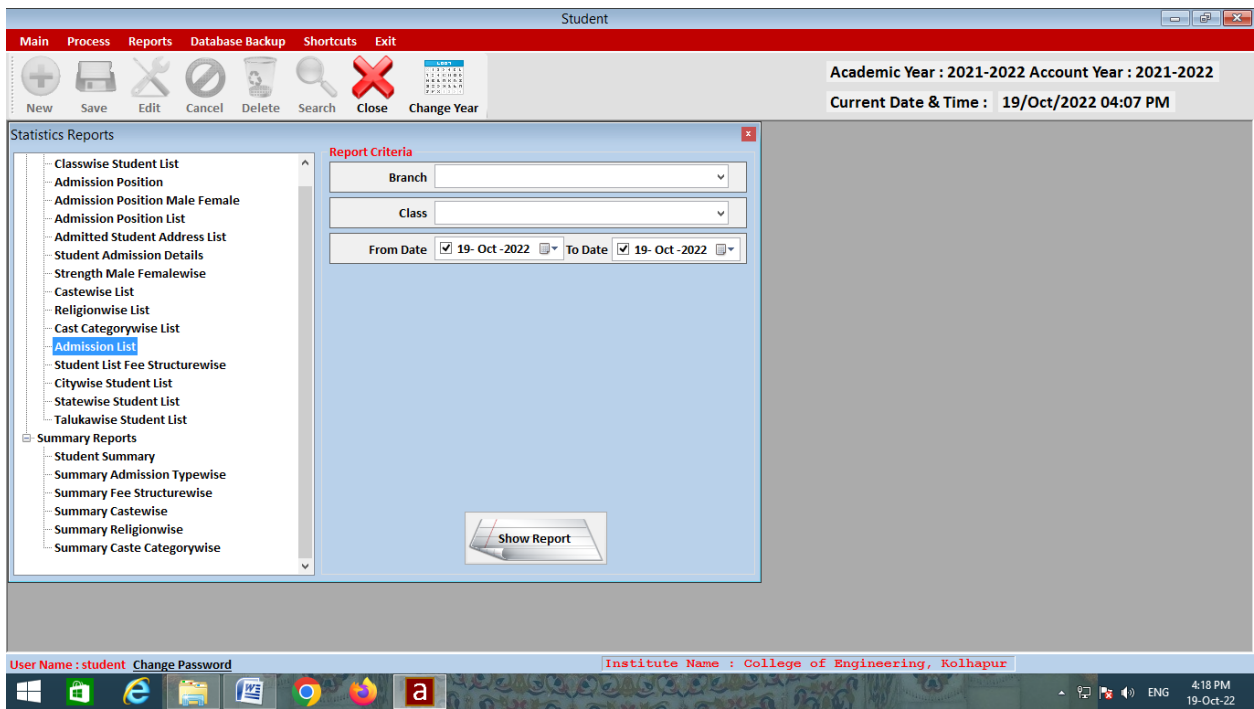 Student
Main Process Reports Database Backup Shortcuts Exit
New Save Edit Cancel Delete Search Close Change Year
Academic Year : 2021-2022 Account Year : 2021-2022
Current Date & Time : 19/Oct/2022 04:07 PM
Statistics Reports
Classwise Student List
Admission Position
Admission Position Male Female
Admission Position List
Admitted Student Address List
Student Admission Details
Strength Male Femalewise
Castewise List
Religionwise List
Cast Categorywise List
Admission List
Student List Fee Structurewise
Citywise Student List
Statewise Student List
Talukawise Student List
Summary Reports
Student Summary
Summary Admission Typewise
Summary Fee Structurewise
Summary Castewise
Summary Religionwise
Summary Caste Categorywise
Report Criteria
Branch
Class
From Date 19- Oct -2022 To Date 19- Oct -2022
Show Report
User Name : student Change Password
Institute Name : College of Engineering, Kolhapur
a
ENG
4:18 PM
19-Oct-22